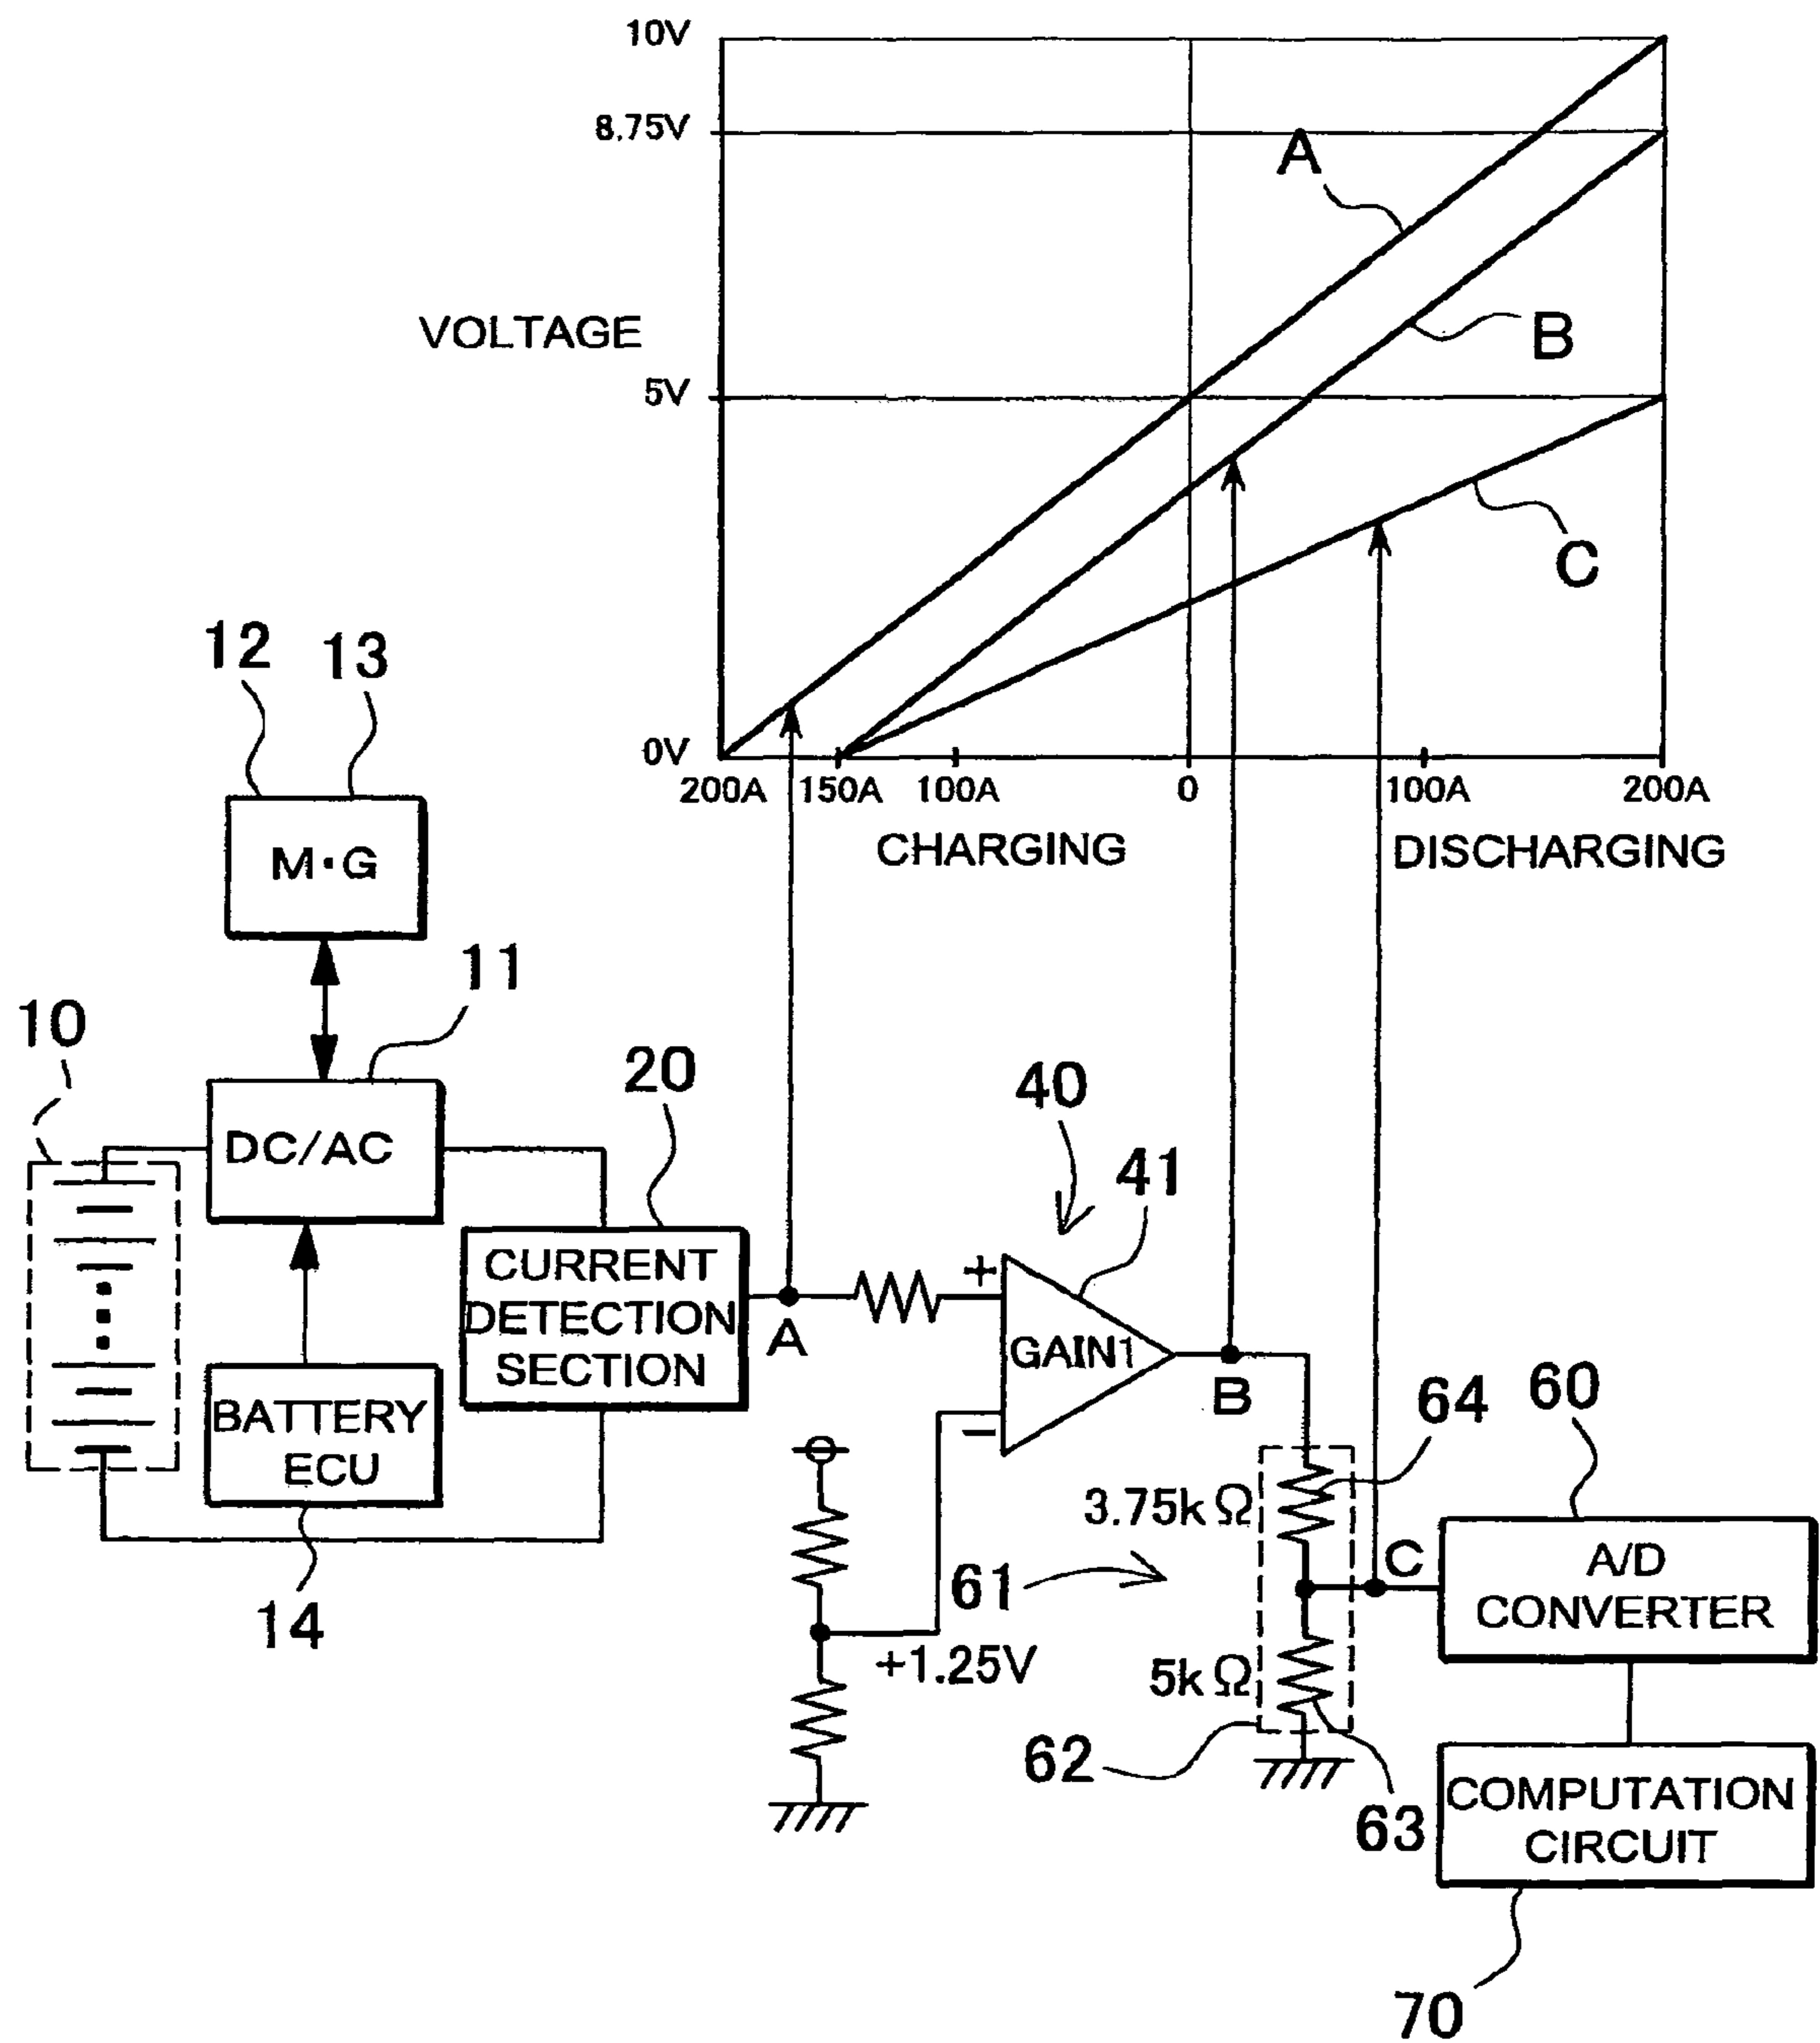 10V
8.75V
A
VOLTAGE
B
5V
C
0V
200A 150A 100A 0 100A 200A
CHARGING DISCHARGING
12 13
M·G
11
10
20
40
41
DC/AC
CURRENT
DETECTION
SECTION
A
+
GAIN1
−
B
BATTERY
ECU
14
64
60
3.75kΩ
61
C
A/D
CONVERTER
+1.25V
5kΩ
62
63
COMPUTATION
CIRCUIT
70